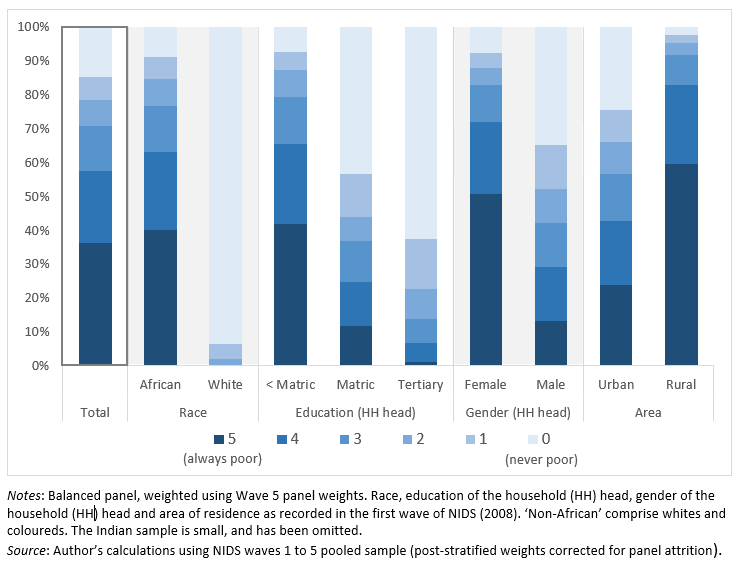 100%
90%
80%
70%
60%
50%
40%
30%
20%
10%
0%
African White < Matric Matric Tertiary Female Male Urban Rural
Total Race Education (HH head) Gender (HH head) Area
5 4 3 2 1 0
(always poor) (never poor)
Notes: Balanced panel, weighted using Wave 5 panel weights. Race, education of the household (HH) head, gender of the
household (HH) head and area of residence as recorded in the first wave of NIDS (2008). ‘Non-African’ comprise whites and
coloureds. The Indian sample is small, and has been omitted.
Source: Author’s calculations using NIDS waves 1 to 5 pooled sample (post-stratified weights corrected for panel attrition).